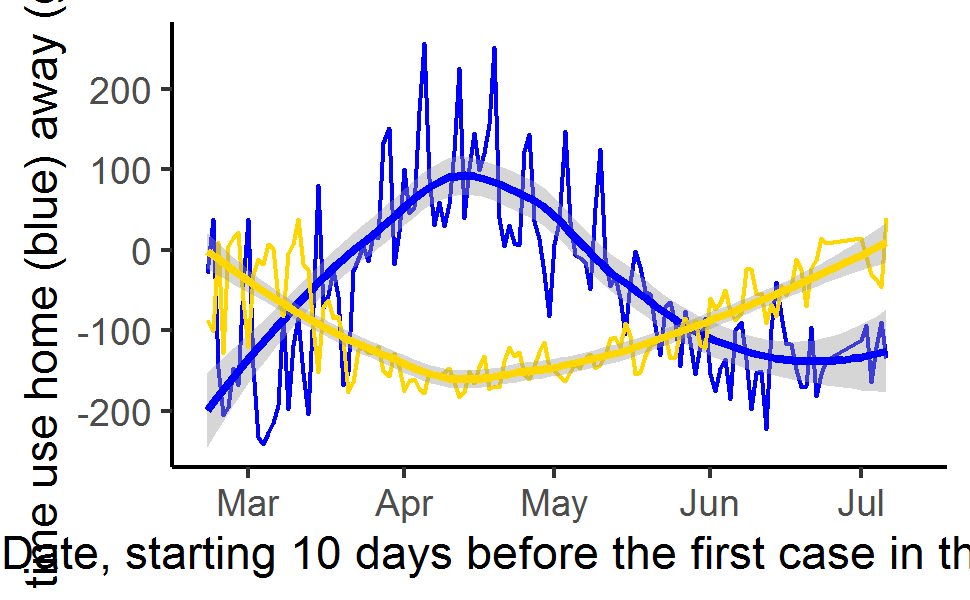 time use home (blue) away (
200
100
0
-100
-200
Mar Apr May Jun Jul
Date, starting 10 days before the first case in th